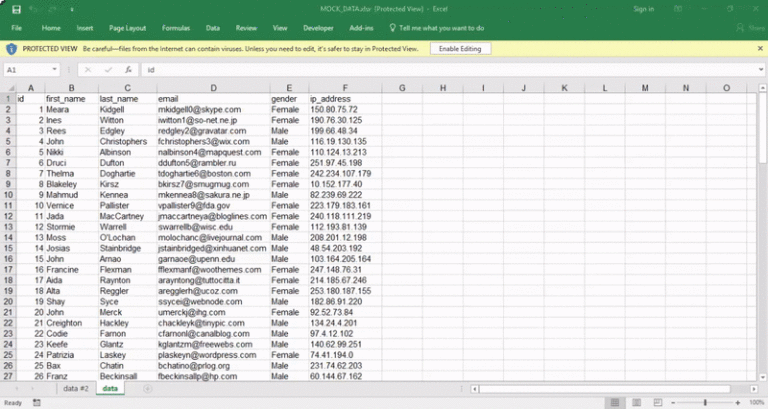 MOCK_DATA.xlsx (Protected View) - Excel
Sign in
File Home Insert Page Layout Formulas Data Review View Developer Add-ins Tell me what you want to do Share
PROTECTED VIEW Be careful—files from the Internet can contain viruses. Unless you need to edit, it's safer to stay in Protected View. Enable Editing
A1 fx id
A B C D E F G H I J K L M N O
1 id first_name last_name email gender ip_address
2 1 Meara Kidgell mkidgell0@skype.com Female 150.80.75.72
3 2 Ines Witton iwitton1@so-net.ne.jp Female 190.76.30.125
4 3 Rees Edgley redgley2@gravatar.com Male 199.66.48.34
5 4 John Christophers fchristophers3@wix.com Male 116.19.130.135
6 5 Nikki Albinson nalbinson4@mapquest.com Female 110.124.13.213
7 6 Druci Dufton ddufton5@rambler.ru Female 251.97.45.198
8 7 Thelma Doghartie tdoghartie6@boston.com Female 242.234.107.179
9 8 Blakeley Kirsz bkirsz7@smugmug.com Female 10.152.177.40
10 9 Mahmud Kennea mkennea8@sakura.ne.jp Male 82.239.69.222
11 10 Vernice Pallister vpallister9@fda.gov Female 223.179.183.161
12 11 Jada MacCartney jmaccartneya@bloglines.com Female 240.118.111.219
13 12 Stormie Warrell swarrellb@wisc.edu Female 112.193.81.139
14 13 Moss O'Lochan molochanc@livejournal.com Male 208.201.12.198
15 14 Josias Stainbridge jstainbridged@xinhuanet.com Male 48.54.203.192
16 15 John Arnao garnaoe@upenn.edu Male 103.164.205.164
17 16 Francine Flexman fflexmanf@woothemes.com Female 247.148.76.31
18 17 Aida Raynton arayntong@tuttocitta.it Female 214.185.67.246
19 18 Alta Reggler aregglerh@ucoz.com Female 253.180.187.155
20 19 Shay Syce ssycei@webnode.com Male 182.86.91.220
21 20 John Merck umerckj@ihg.com Female 92.52.73.84
22 21 Creighton Hackley chackleyk@tinypic.com Male 134.24.4.201
23 22 Codie Farnon cfarnonl@canalblog.com Male 97.4.12.102
24 23 Keefe Glantz kglantzm@freewebs.com Male 140.62.99.251
25 24 Patrizia Laskey plaskeyn@wordpress.com Female 74.41.194.0
26 25 Bax Chatin bchatino@prlog.org Male 231.74.62.203
27 26 Franz Beckinsall fbeckinsallp@hp.com Male 60.144.67.162
data #2 data
Ready 100%